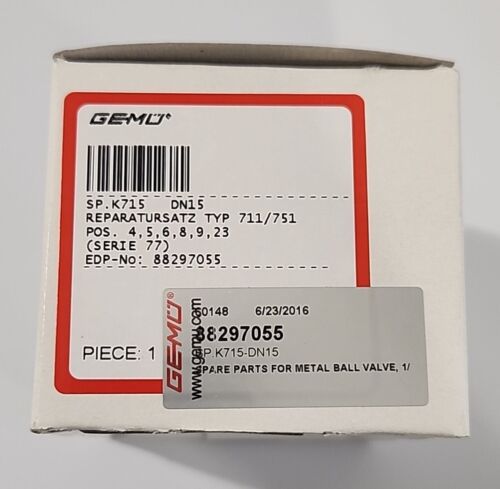 GEMÜ®
SP.K715 DN15
REPARATURSATZ TYP 711/751
POS. 4,5,6,8,9,23
(SERIE 77)
EDP-No: 88297055
PIECE: 1
GEMÜ®
www.gemu.com
60148 6/23/2016
88297055
SP.K715-DN15
SPARE PARTS FOR METAL BALL VALVE, 1/